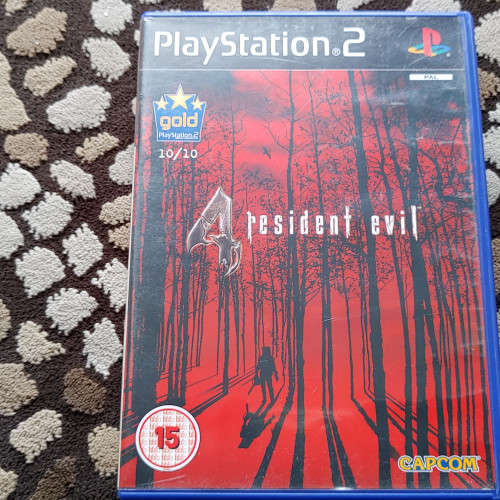 PlayStation®2
PAL
gold
PlayStation 2
10/10
4 resident evil
15
CAPCOM